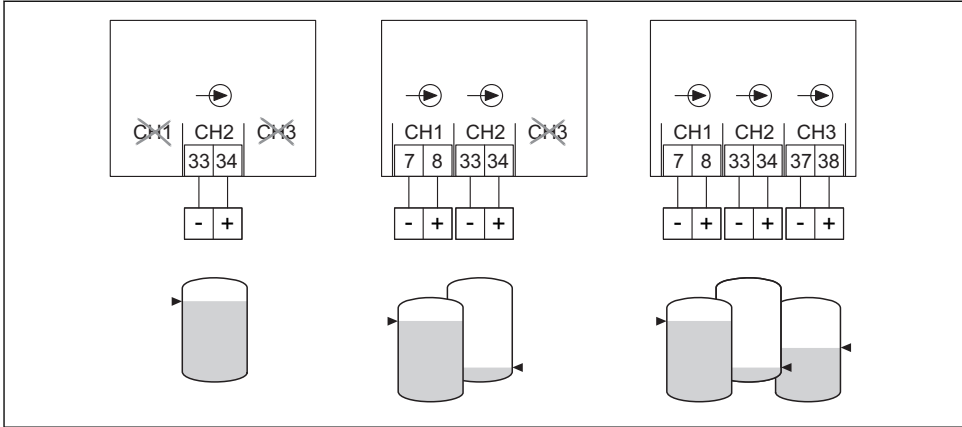 CH1 CH2 CH3
33 34
- +
CH1 CH2 CH3
7 8 33 34
- + - +
CH1 CH2 CH3
7 8 33 34 37 38
- + - + - +